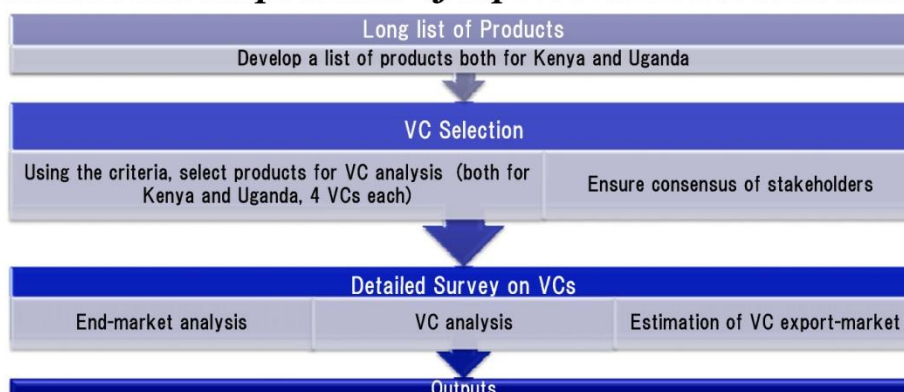 Long list of Products
Develop a list of products both for Kenya and Uganda
VC Selection
Using the criteria, select products for VC analysis (both for
Kenya and Uganda, 4 VCs each)
Ensure consensus of stakeholders
Detailed Survey on VCs
End-market analysis
VC analysis
Estimation of VC export-market
Outputs